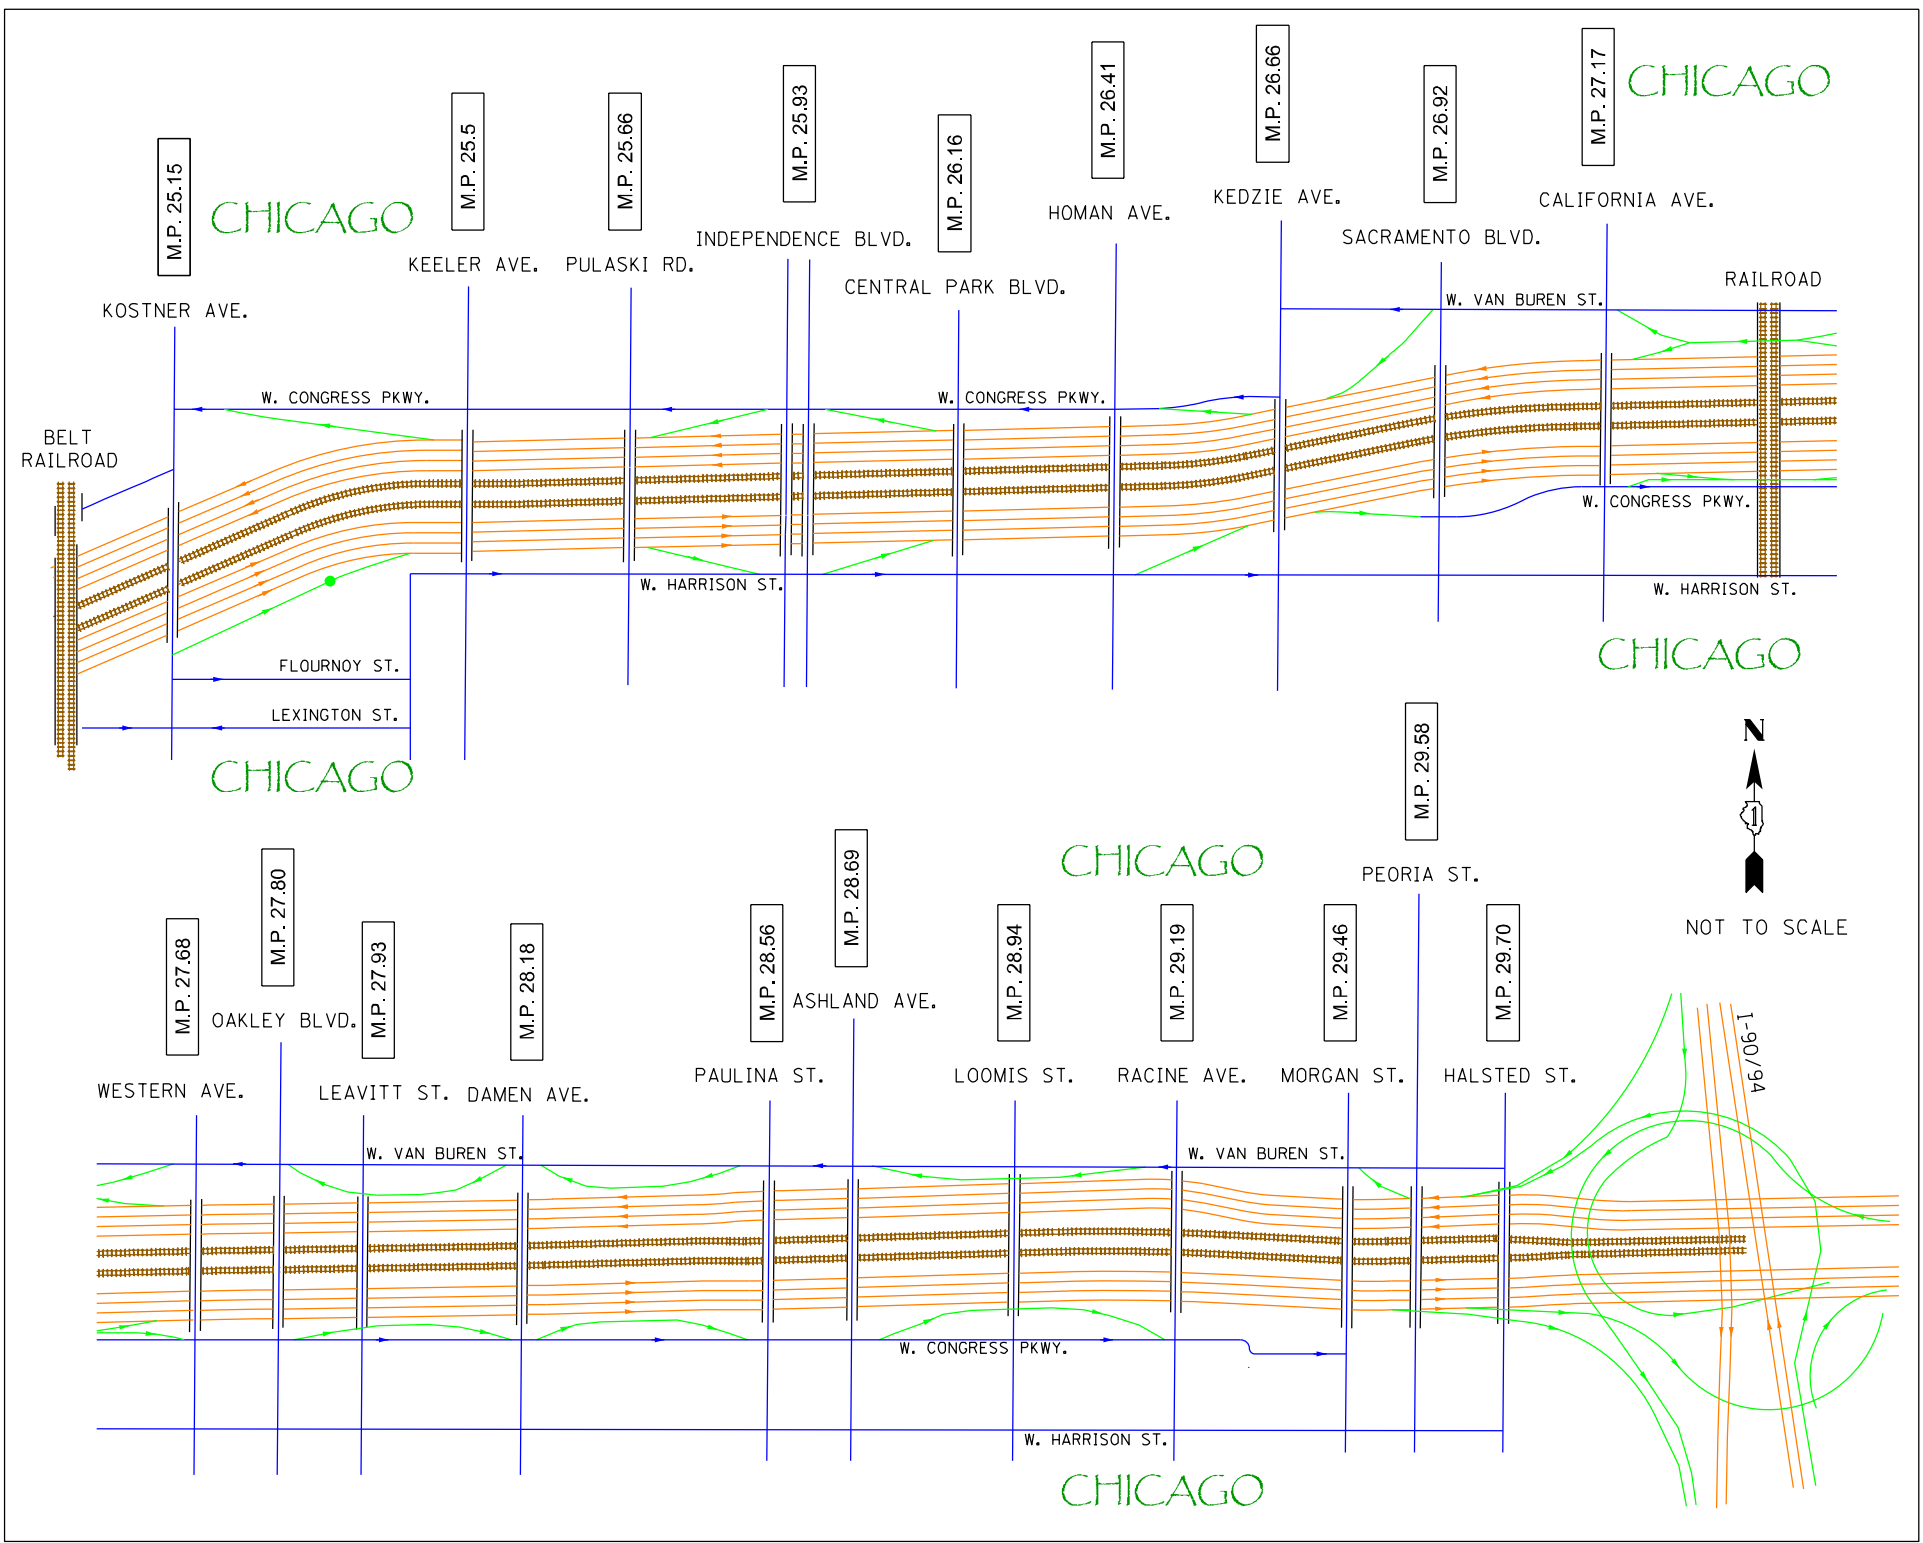 M.P. 25.15
M.P. 25.5
M.P. 25.66
M.P. 25.93
M.P. 26.16
M.P. 26.41
M.P. 26.66
M.P. 26.92
M.P. 27.17
CHICAGO
CHICAGO
KOSTNER AVE.
KEELER AVE.
PULASKI RD.
INDEPENDENCE BLVD.
CENTRAL PARK BLVD.
HOMAN AVE.
KEDZIE AVE.
SACRAMENTO BLVD.
CALIFORNIA AVE.
RAILROAD
W. VAN BUREN ST.
W. CONGRESS PKWY.
W. CONGRESS PKWY.
BELT
RAILROAD
W. CONGRESS PKWY.
W. HARRISON ST.
W. HARRISON ST.
FLOURNOY ST.
LEXINGTON ST.
CHICAGO
CHICAGO
N
1
NOT TO SCALE
CHICAGO
M.P. 27.68
M.P. 27.80
M.P. 27.93
M.P. 28.18
M.P. 28.56
M.P. 28.69
M.P. 28.94
M.P. 29.19
M.P. 29.46
M.P. 29.58
M.P. 29.70
WESTERN AVE.
OAKLEY BLVD.
LEAVITT ST.
DAMEN AVE.
PAULINA ST.
ASHLAND AVE.
LOOMIS ST.
RACINE AVE.
MORGAN ST.
PEORIA ST.
HALSTED ST.
I-90/94
W. VAN BUREN ST.
W. VAN BUREN ST.
W. CONGRESS PKWY.
W. HARRISON ST.
CHICAGO